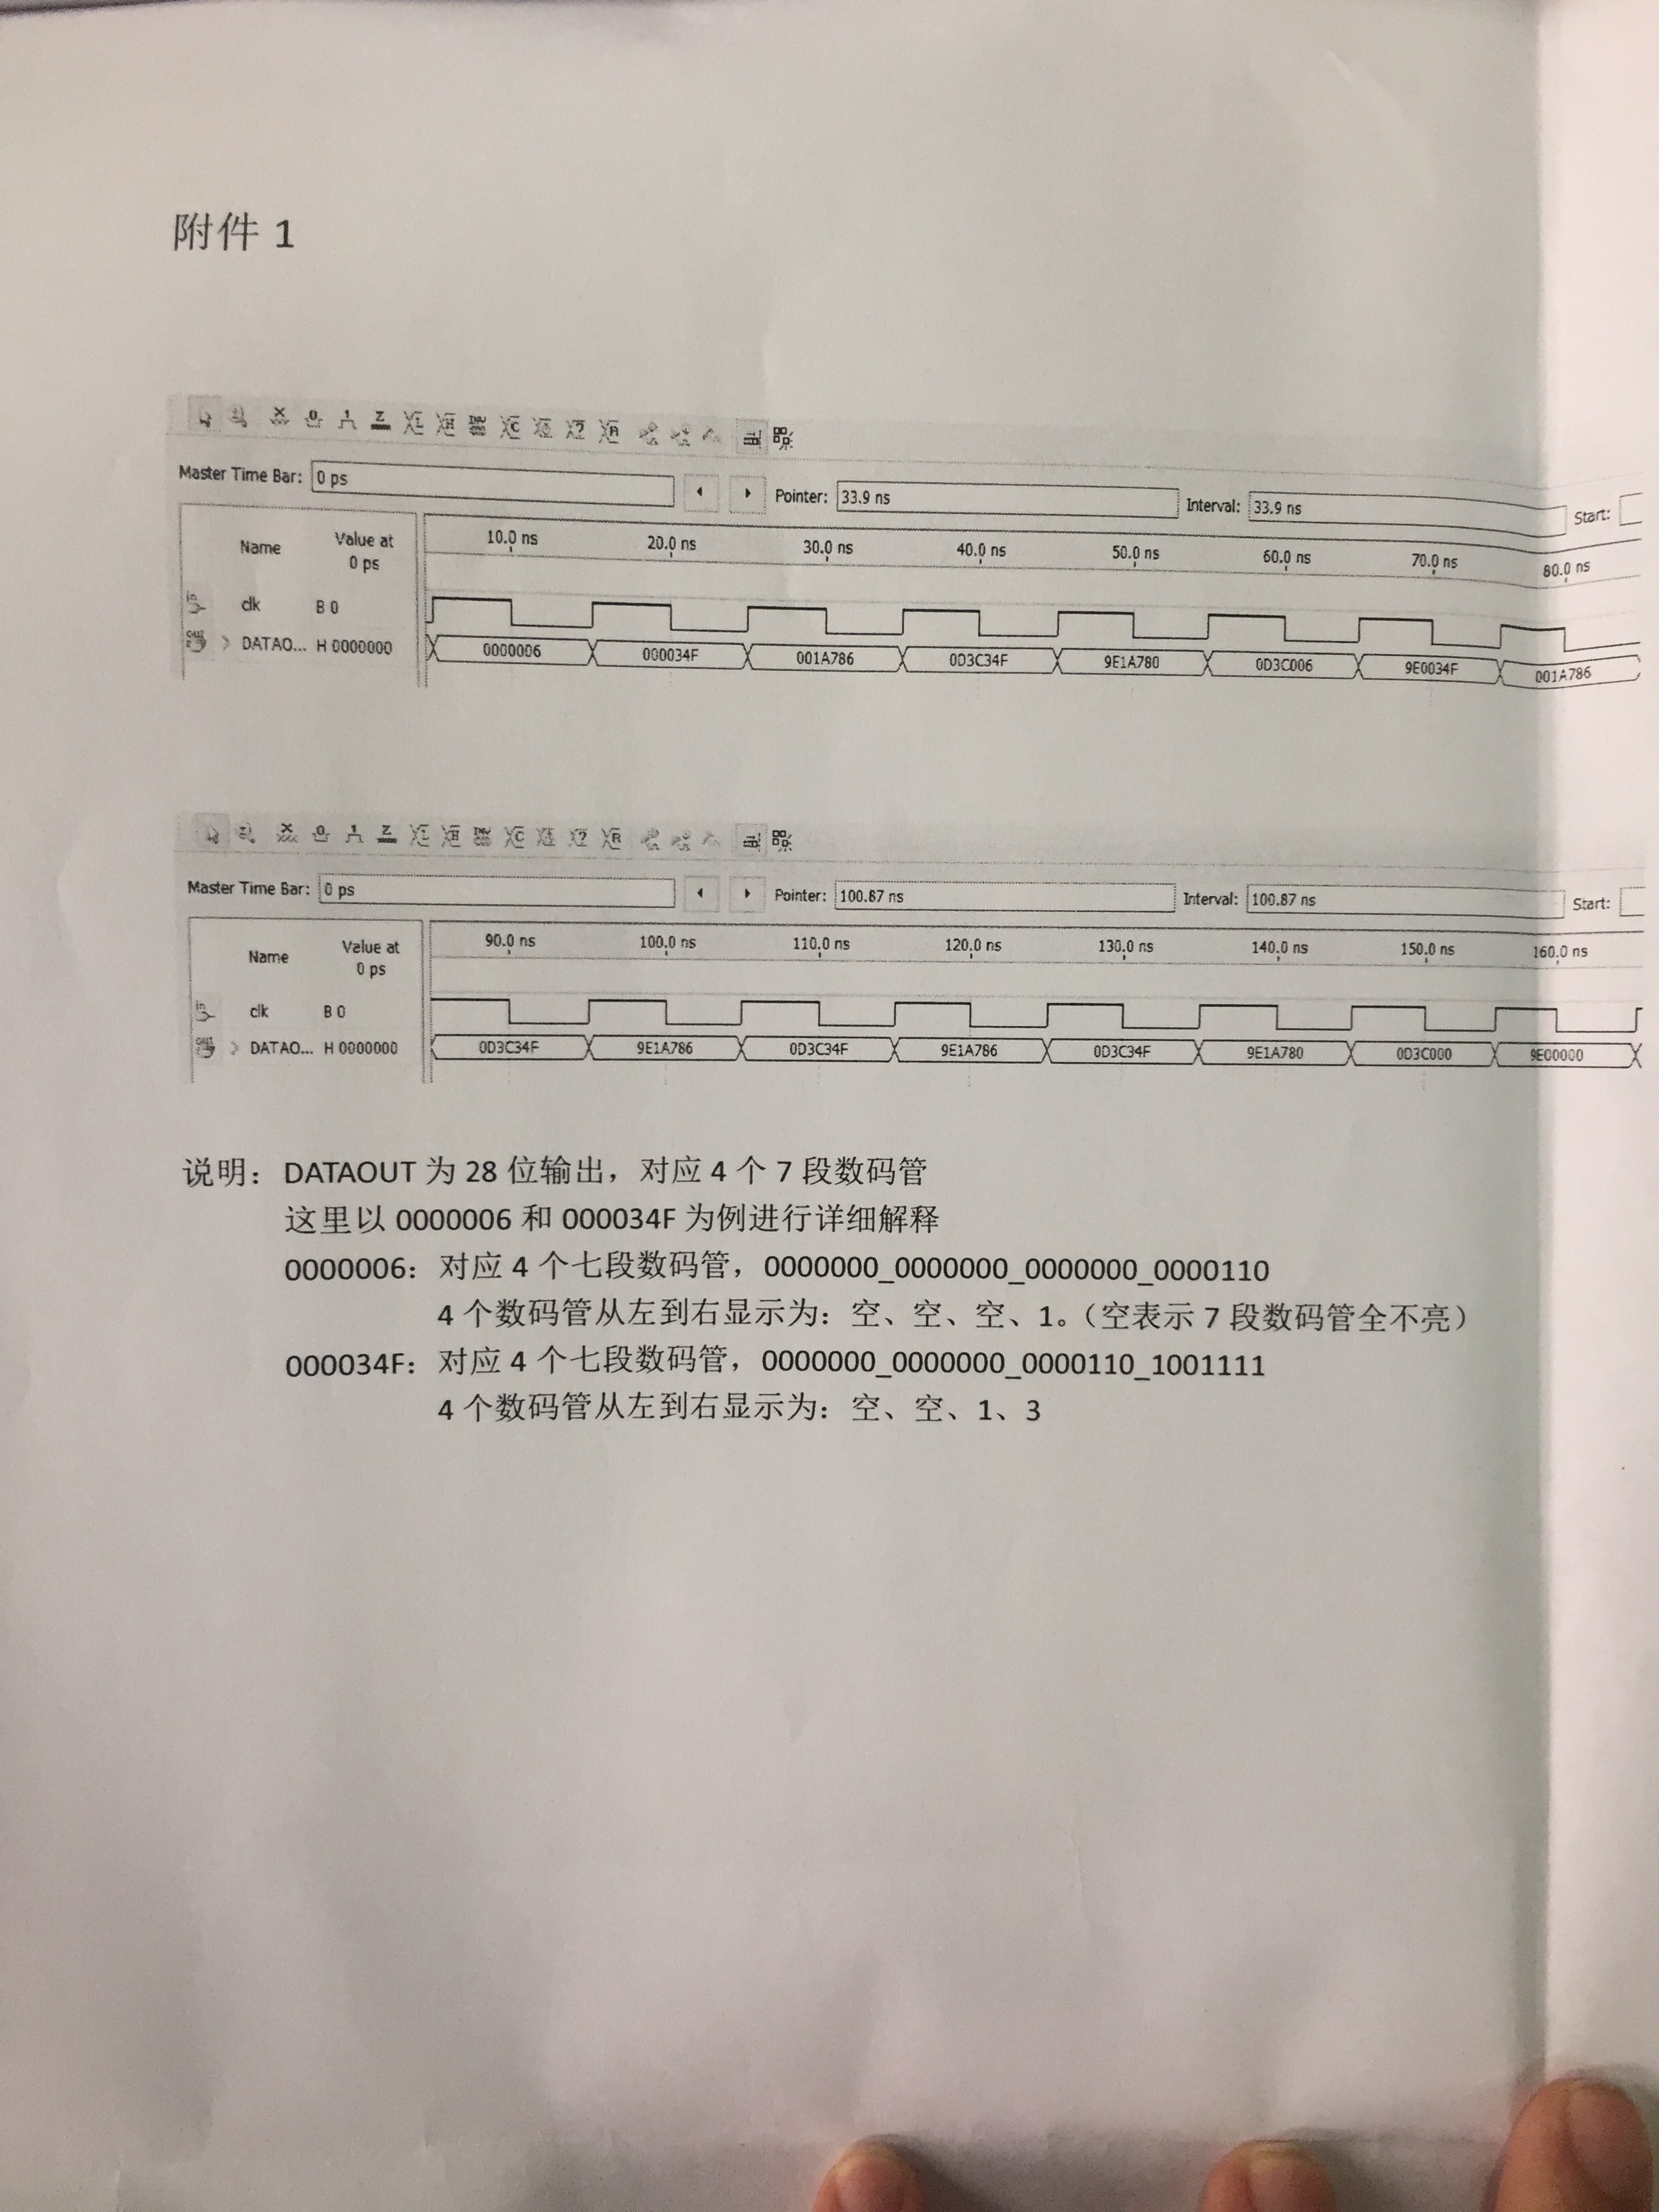 附件 1
Master Time Bar: 0 ps Pointer: 33.9 ns Interval: 33.9 ns Start:
Name Value at 0 ps 10.0 ns 20.0 ns 30.0 ns 40.0 ns 50.0 ns 60.0 ns 70.0 ns 80.0 ns
clk B 0
DATAO... H 0000000 0000006 000034F 001A786 0D3C34F 9E1A780 0D3C006 9E0034F 001A786
Master Time Bar: 0 ps Pointer: 100.87 ns Interval: 100.87 ns Start:
Name Value at 0 ps 90.0 ns 100.0 ns 110.0 ns 120.0 ns 130.0 ns 140.0 ns 150.0 ns 160.0 ns
clk B 0
DATAO... H 0000000 0D3C34F 9E1A786 0D3C34F 9E1A786 0D3C34F 9E1A780 0D3C000 9E00000
说明：DATAOUT 为 28 位输出，对应 4 个 7 段数码管
这里以 0000006 和 000034F 为例进行详细解释
0000006：对应 4 个七段数码管，0000000_0000000_0000000_0000110
4 个数码管从左到右显示为：空、空、空、1。（空表示 7 段数码管全不亮）
000034F：对应 4 个七段数码管，0000000_0000000_0000110_1001111
4 个数码管从左到右显示为：空、空、1、3